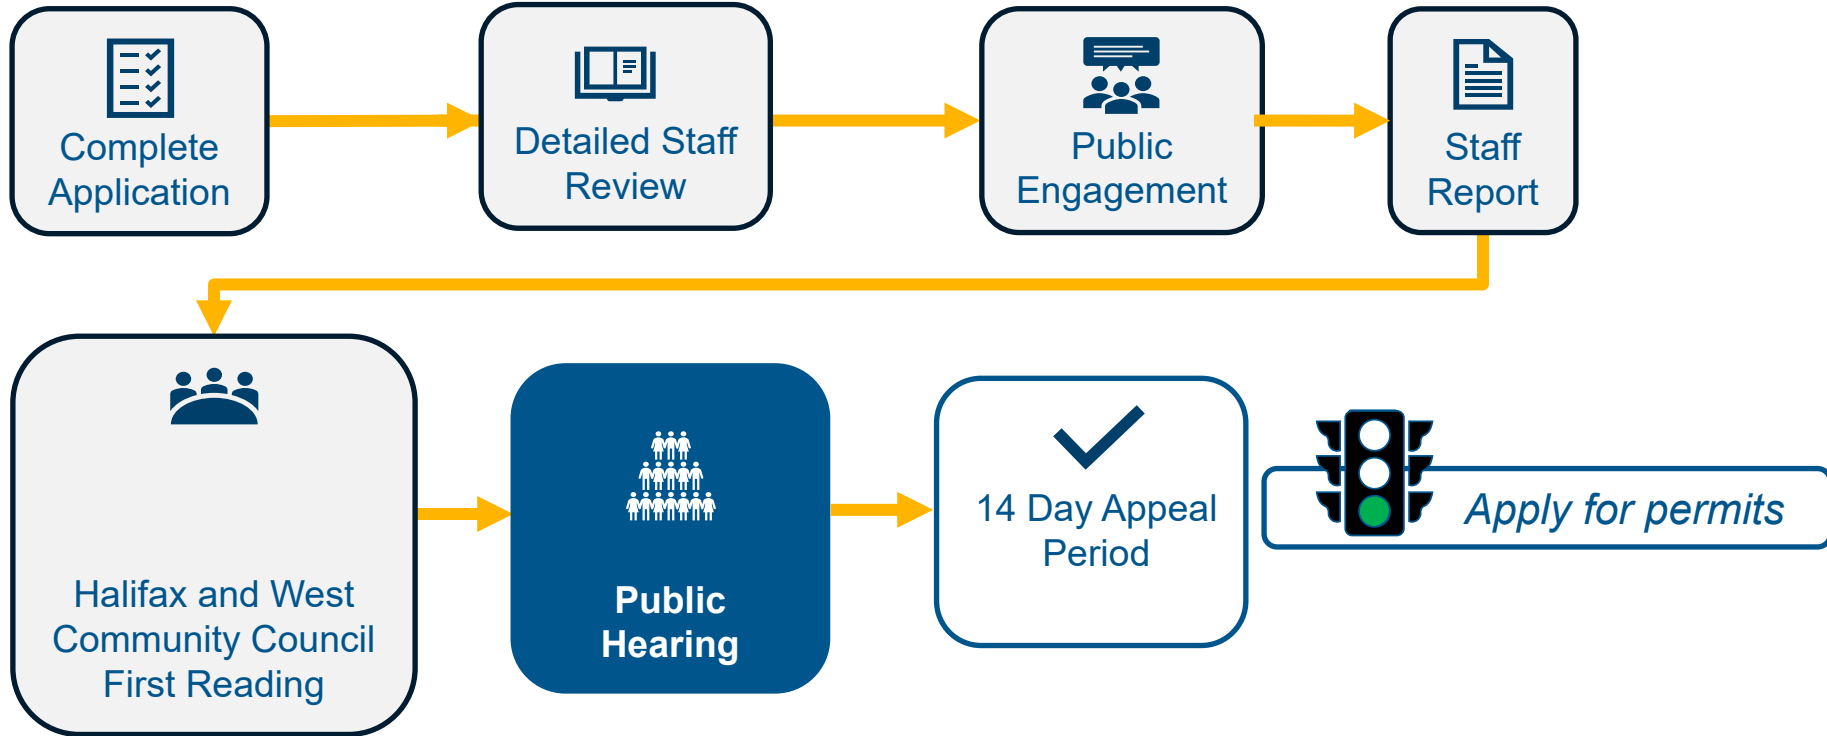 Complete
Application
Detailed Staff
Review
Public
Engagement
Staff
Report
Halifax and West
Community Council
First Reading
Public
Hearing
14 Day Appeal
Period
Apply for permits